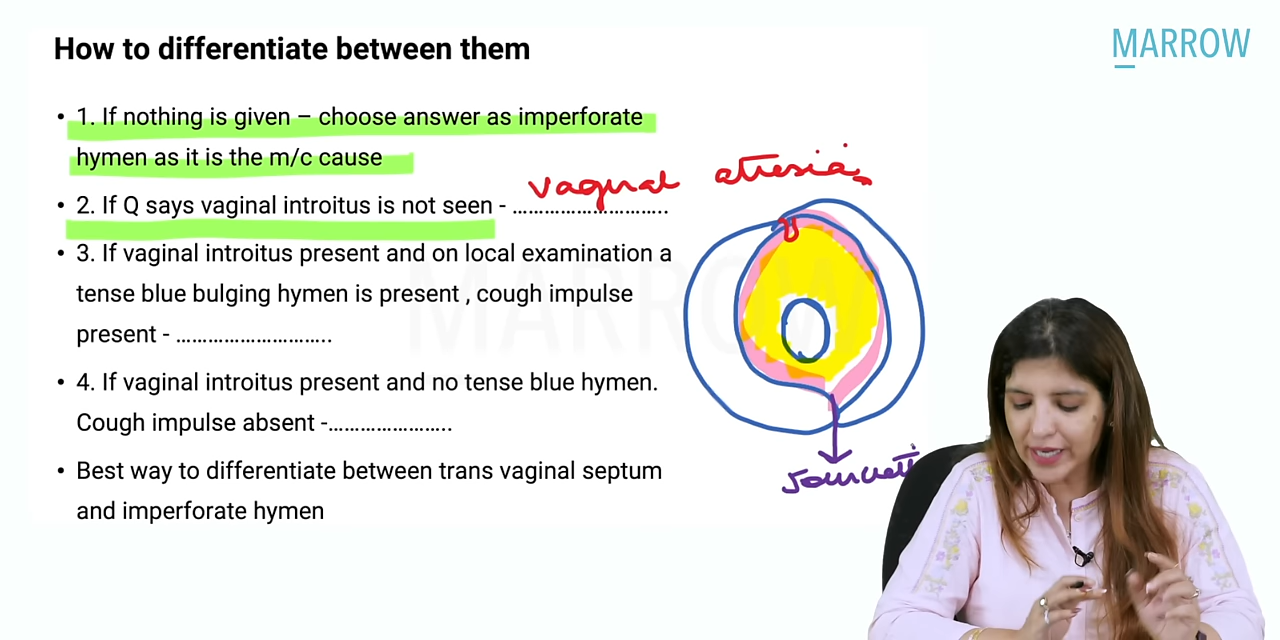 MARROW
How to differentiate between them
• 1. If nothing is given – choose answer as imperforate
hymen as it is the m/c cause
vaginal atresia
• 2. If Q says vaginal introitus is not seen - ………………………..
• 3. If vaginal introitus present and on local examination a
tense blue bulging hymen is present , cough impulse
present - ………………………..
• 4. If vaginal introitus present and no tense blue hymen.
Cough impulse absent -…………………..
• Best way to differentiate between trans vaginal septum
and imperforate hymen
MARROW